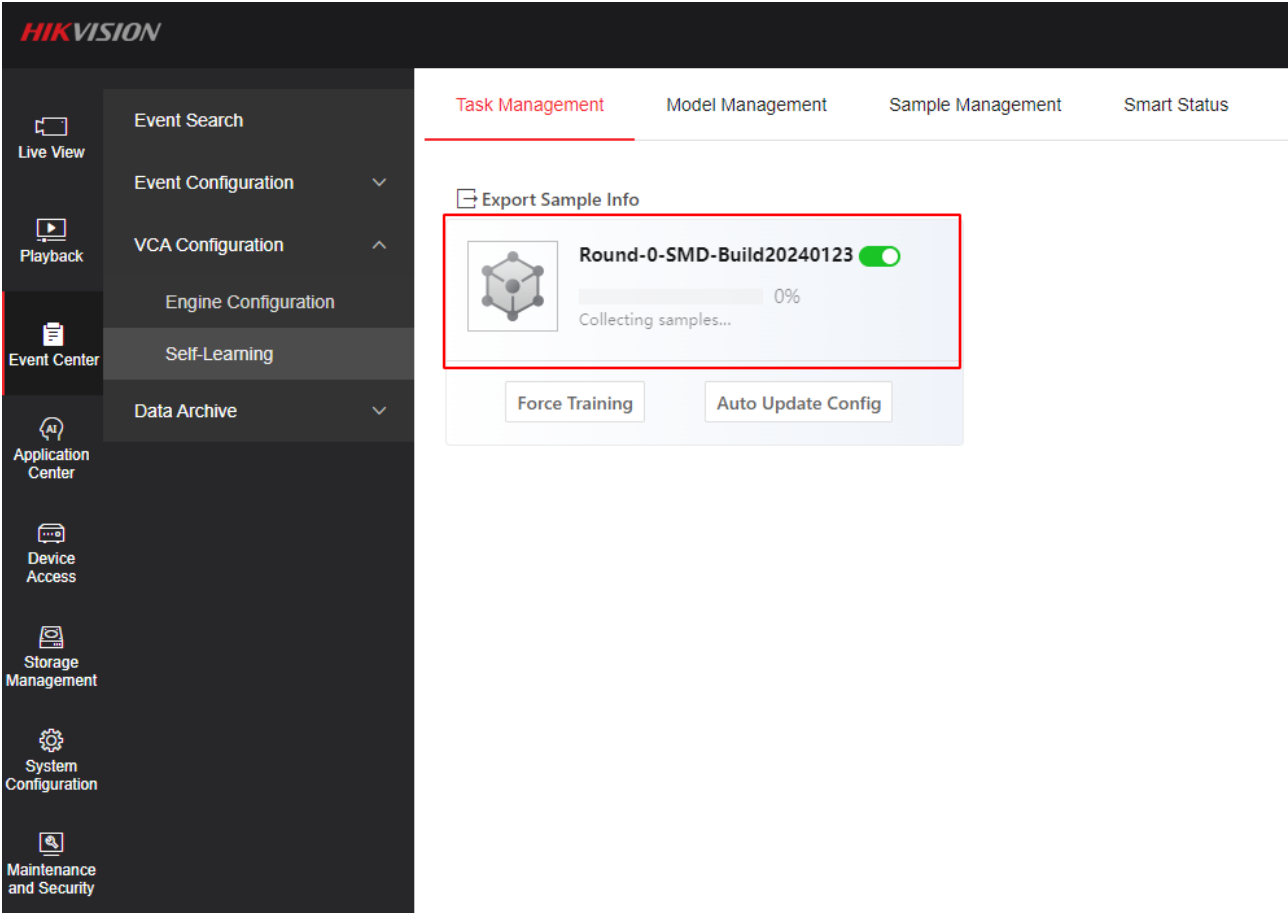 HIKVISION
Live View
Playback
Event Center
Application
Center
Device
Access
Storage
Management
System
Configuration
Maintenance
and Security
Event Search
Event Configuration
VCA Configuration
Engine Configuration
Self-Learning
Data Archive
Task Management Model Management Sample Management Smart Status
Export Sample Info
Round-0-SMD-Build20240123
0%
Collecting samples...
Force Training Auto Update Config
AI